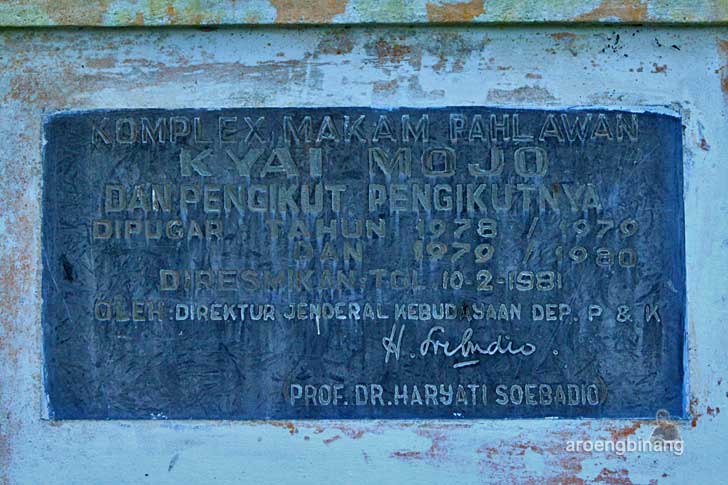 KOMPLEX MAKAM PAHLAWAN
KYAI MOJO
DAN PENGIKUT PENGIKUTNYA
DIPUGAR : TAHUN 1978 / 1979
DAN 1979 / 1980
DIRESMIKAN TGL. 10-2-1981
OLEH : DIREKTUR JENDERAL KEBUDAYAAN DEP. P & K
H. Soebadio.
(PROF. DR. HARYATI SOEBADIO)
aroengbinang